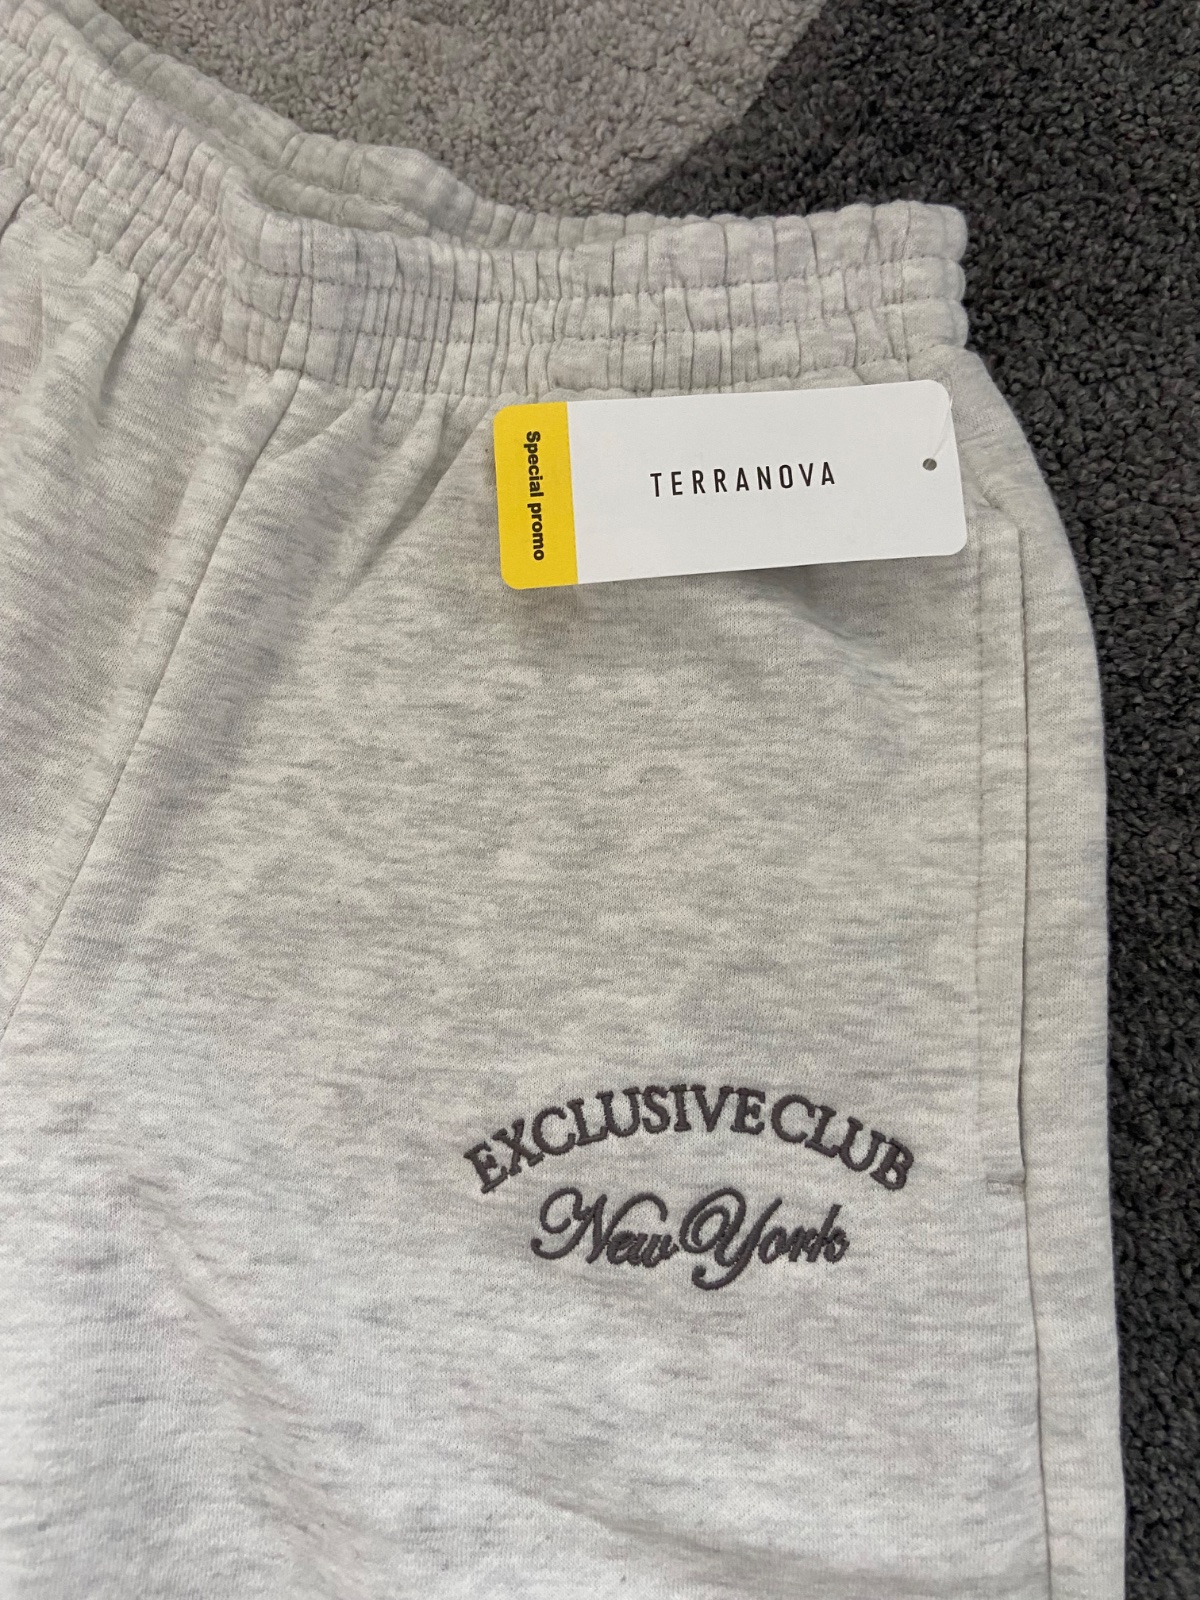 Special promo
TERRANOVA
EXCLUSIVE CLUB
New York